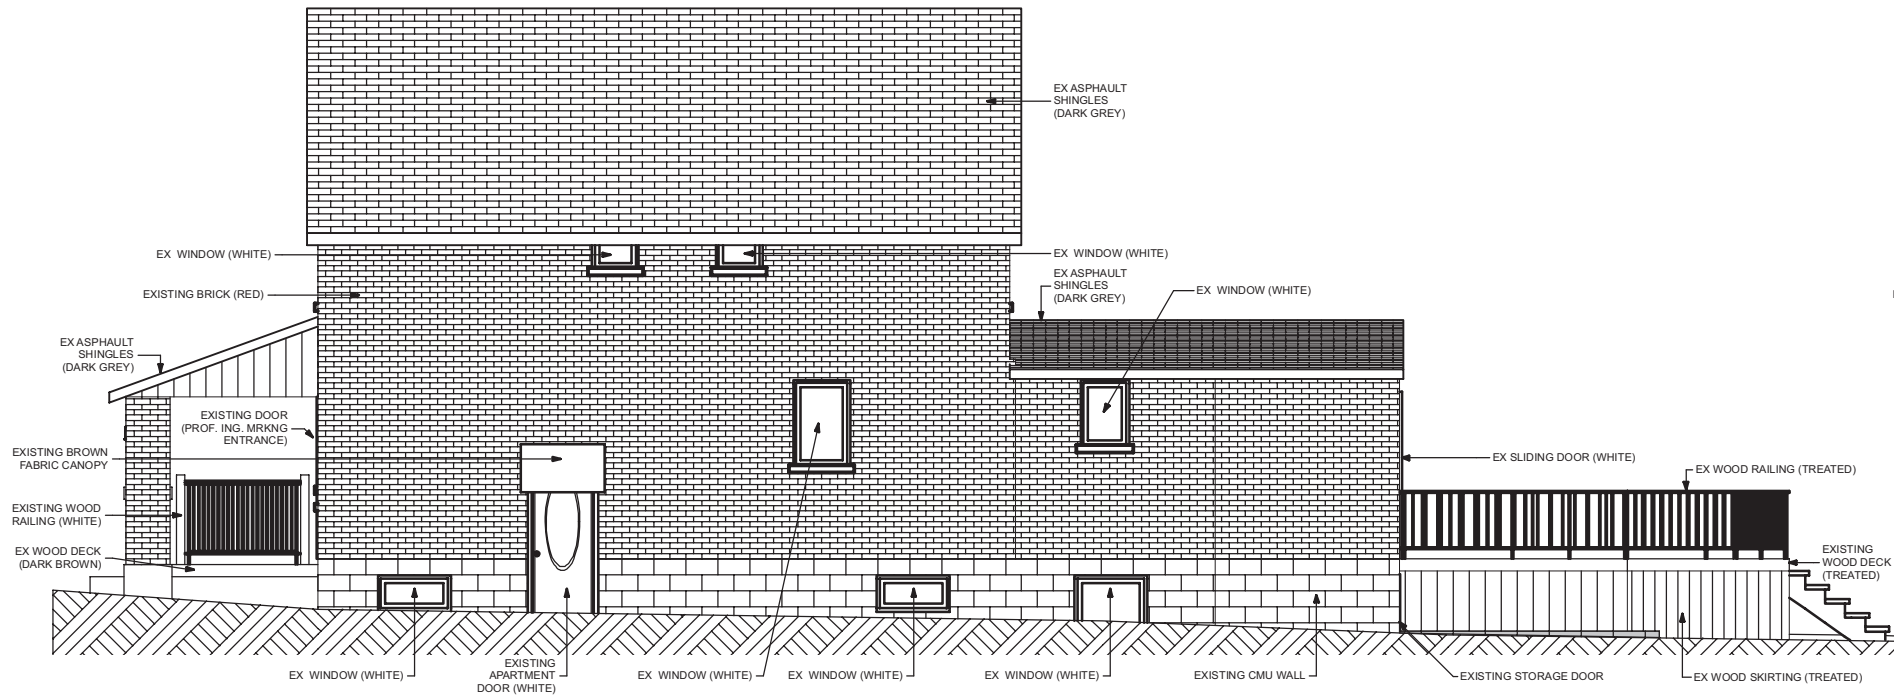 EX ASPHAULT
SHINGLES
(DARK GREY)
EX WINDOW (WHITE)
EX WINDOW (WHITE)
EXISTING BRICK (RED)
EX ASPHAULT
SHINGLES
(DARK GREY)
EX WINDOW (WHITE)
EX ASPHAULT
SHINGLES
(DARK GREY)
EXISTING DOOR
(PROF. ING. MRKNG
ENTRANCE)
EXISTING BROWN
FABRIC CANOPY
EX SLIDING DOOR (WHITE)
EX WOOD RAILING (TREATED)
EXISTING WOOD
RAILING (WHITE)
EX WOOD DECK
(DARK BROWN)
EXISTING
WOOD DECK
(TREATED)
EX WINDOW (WHITE)
EXISTING
APARTMENT
DOOR (WHITE)
EX WINDOW (WHITE)
EX WINDOW (WHITE)
EX WINDOW (WHITE)
EXISTING CMU WALL
EXISTING STORAGE DOOR
EX WOOD SKIRTING (TREATED)